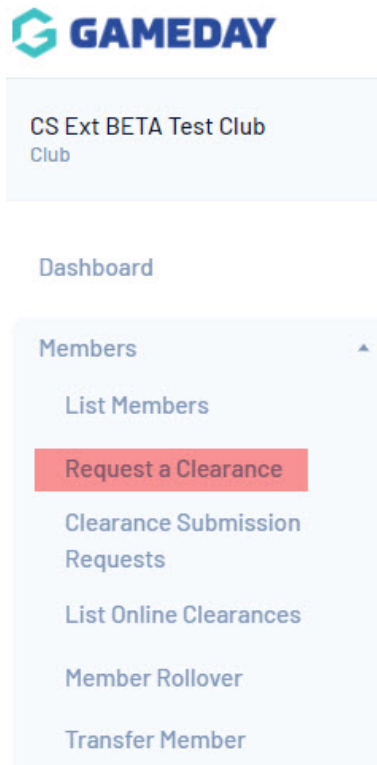 GAMEDAY
CS Ext BETA Test Club
Club
Dashboard
Members
List Members
Request a Clearance
Clearance Submission
Requests
List Online Clearances
Member Rollover
Transfer Member